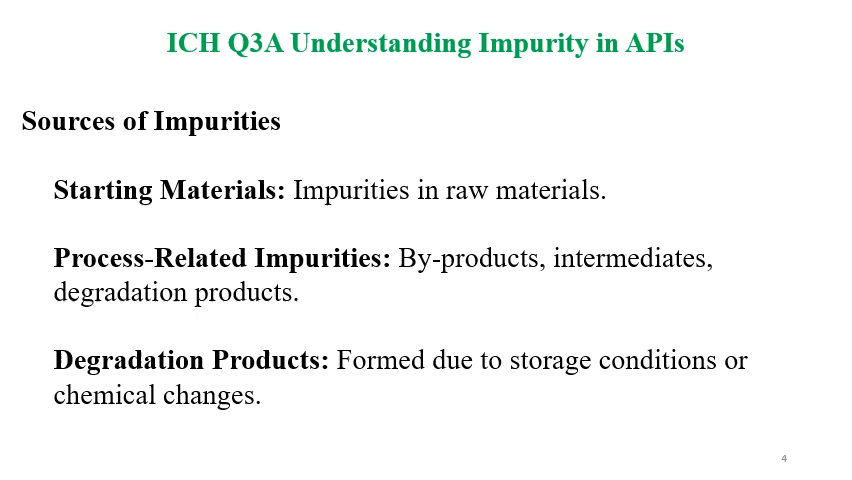 ICH Q3A Understanding Impurity in APIs
Sources of Impurities
Starting Materials: Impurities in raw materials.
Process-Related Impurities: By-products, intermediates,
degradation products.
Degradation Products: Formed due to storage conditions or
chemical changes.
4